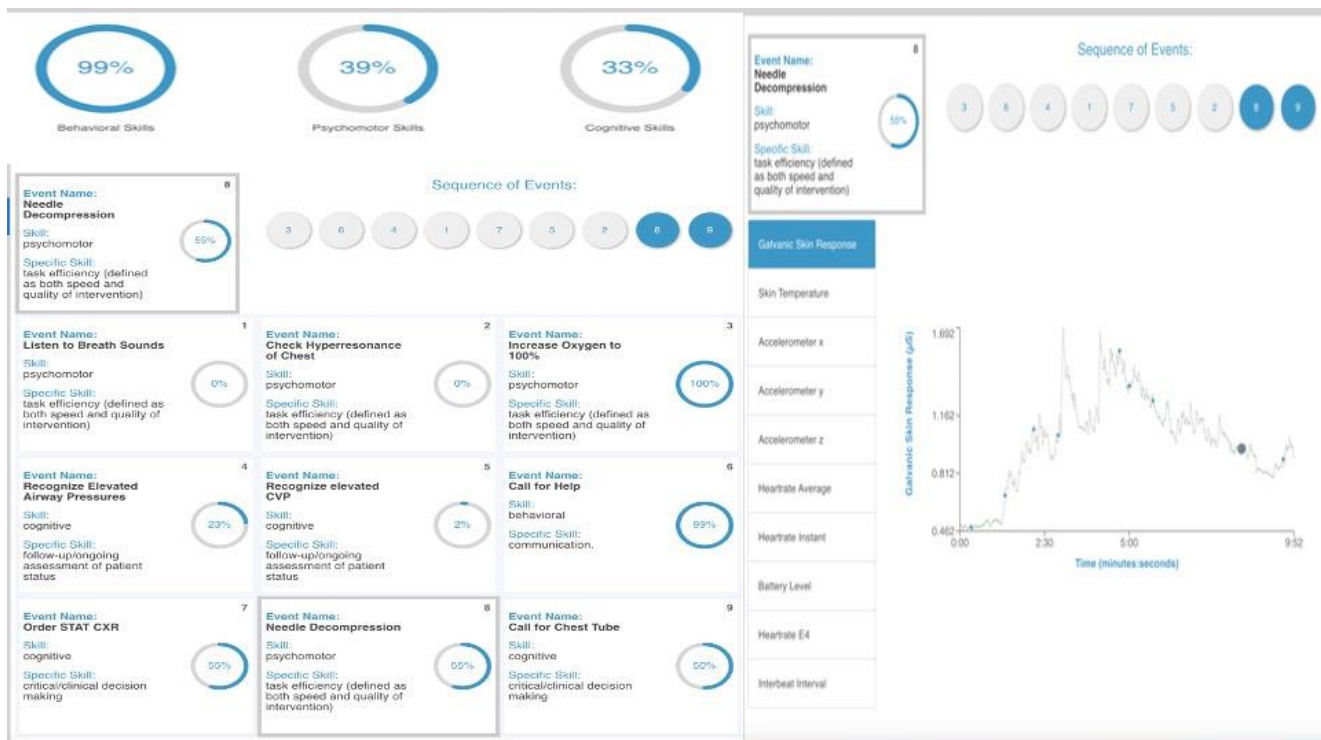 99%
39%
33%
Behavioral Skills
Psychomotor Skills
Cognitive Skills
8
Event Name:
Needle
Decompression
Skill:
psychomotor
Specific Skill:
task efficiency (defined
as both speed and
quality of intervention)
55%
Sequence of Events:
3
6
4
1
7
5
2
8
9
1
Event Name:
Listen to Breath Sounds
Skill:
psychomotor
Specific Skill:
task efficiency (defined as
both speed and quality of
intervention)
0%
2
Event Name:
Check Hyperresonance
of Chest
Skill:
psychomotor
Specific Skill:
task efficiency (defined as
both speed and quality of
intervention)
0%
3
Event Name:
Increase Oxygen to
100%
Skill:
psychomotor
Specific Skill:
task efficiency (defined as
both speed and quality of
intervention)
100%
4
Event Name:
Recognize Elevated
Airway Pressures
Skill:
cognitive
Specific Skill:
follow-up/ongoing
assessment of patient
status
23%
5
Event Name:
Recognize elevated
CVP
Skill:
cognitive
Specific Skill:
follow-up/ongoing
assessment of patient
status
2%
6
Event Name:
Call for Help
Skill:
behavioral
Specific Skill:
communication.
99%
7
Event Name:
Order STAT CXR
Skill:
cognitive
Specific Skill:
critical/clinical decision
making
50%
8
Event Name:
Needle Decompression
Skill:
psychomotor
Specific Skill:
task efficiency (defined as
both speed and quality of
intervention)
55%
9
Event Name:
Call for Chest Tube
Skill:
cognitive
Specific Skill:
critical/clinical decision
making
50%
8
Event Name:
Needle
Decompression
Skill:
psychomotor
Specific Skill:
task efficiency (defined
as both speed and
quality of intervention)
55%
Sequence of Events:
3
6
4
1
7
5
2
8
9
Galvanic Skin Response
Skin Temperature
Accelerometer x
Accelerometer y
Accelerometer z
Heartrate Average
Heartrate Instant
Battery Level
Heartrate E4
Interbeat Interval
Galvanic Skin Response (µS)
1.692
1.162
0.812
0.462
0:00
2:30
5:00
9:52
Time (minutes:seconds)